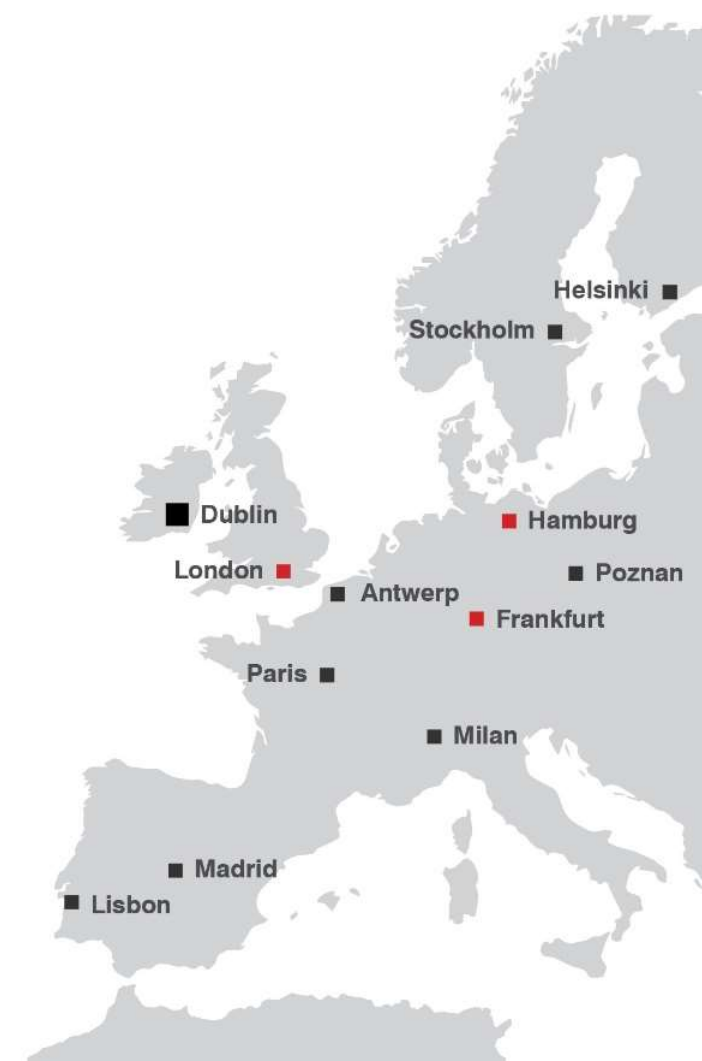 Helsinki
Stockholm
Dublin
Hamburg
London
Poznan
Antwerp
Frankfurt
Paris
Milan
Madrid
Lisbon